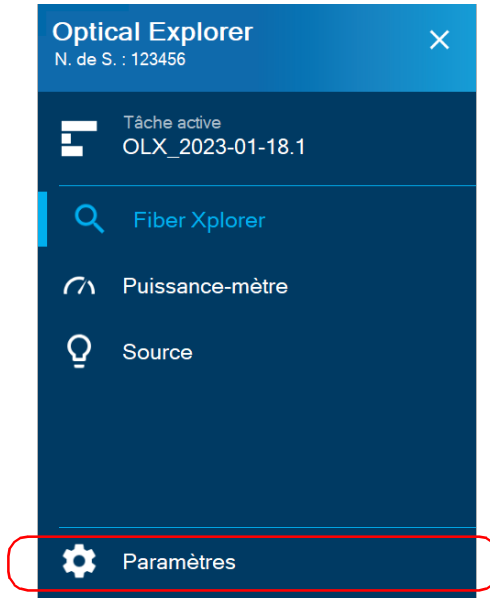 Optical Explorer
N. de S. : 123456
Tâche active
OLX_2023-01-18.1
Fiber Xplorer
Puissance-mètre
Source
Paramètres